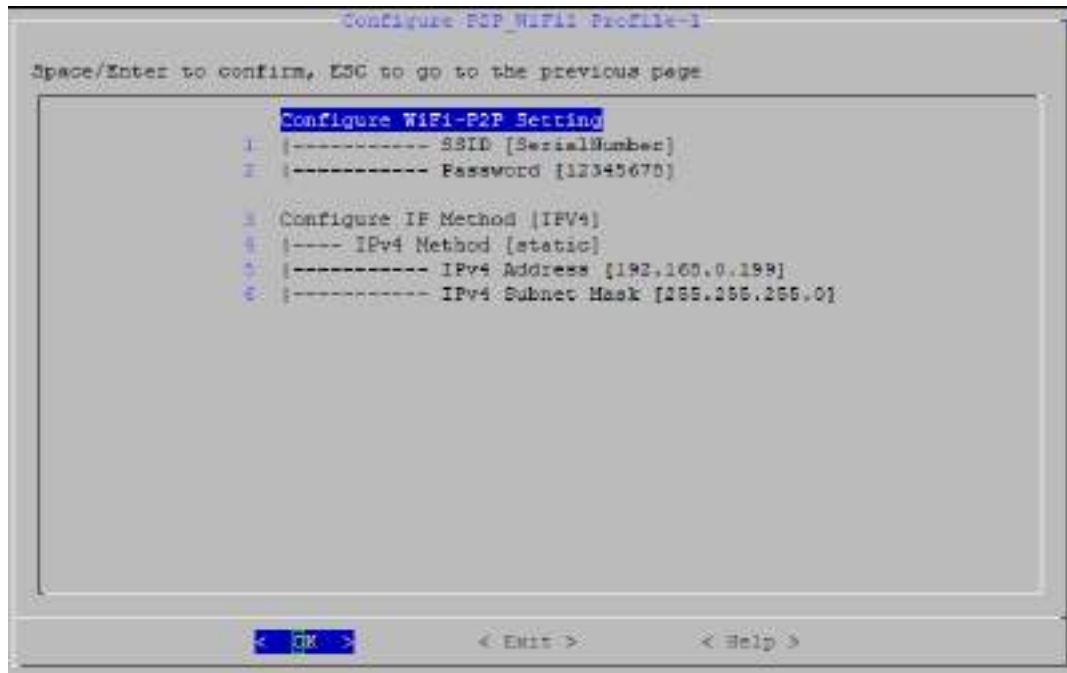 Configure P2P_WiFi1 Profile-1
Space/Enter to confirm, ESC to go to the previous page
Configure WiFi-P2P Setting
1 |----------- SSID [SerialNumber]
2 |----------- Password [12345678]
3 Configure IP Method [IPV4]
4 |---- IPv4 Method [static]
5 |----------- IPv4 Address [192.168.0.199]
6 |----------- IPv4 Subnet Mask [255.255.255.0]
< OK > < Exit > < Help >